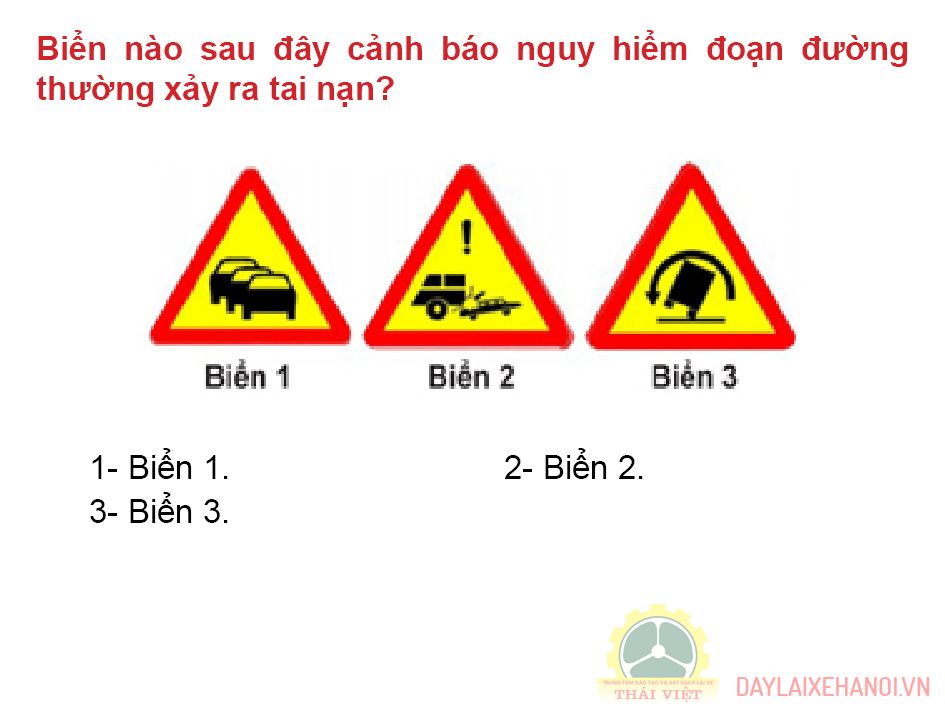 Biển nào sau đây cảnh báo nguy hiểm đoạn đường
thường xảy ra tai nạn?
!
Biển 1 Biển 2 Biển 3
1- Biển 1. 2- Biển 2.
3- Biển 3.
TRUNG TÂM ĐÀO TẠO VÀ SÁT HẠCH LÁI XE
THÁI VIỆT
DAYLAIXEHANOI.VN